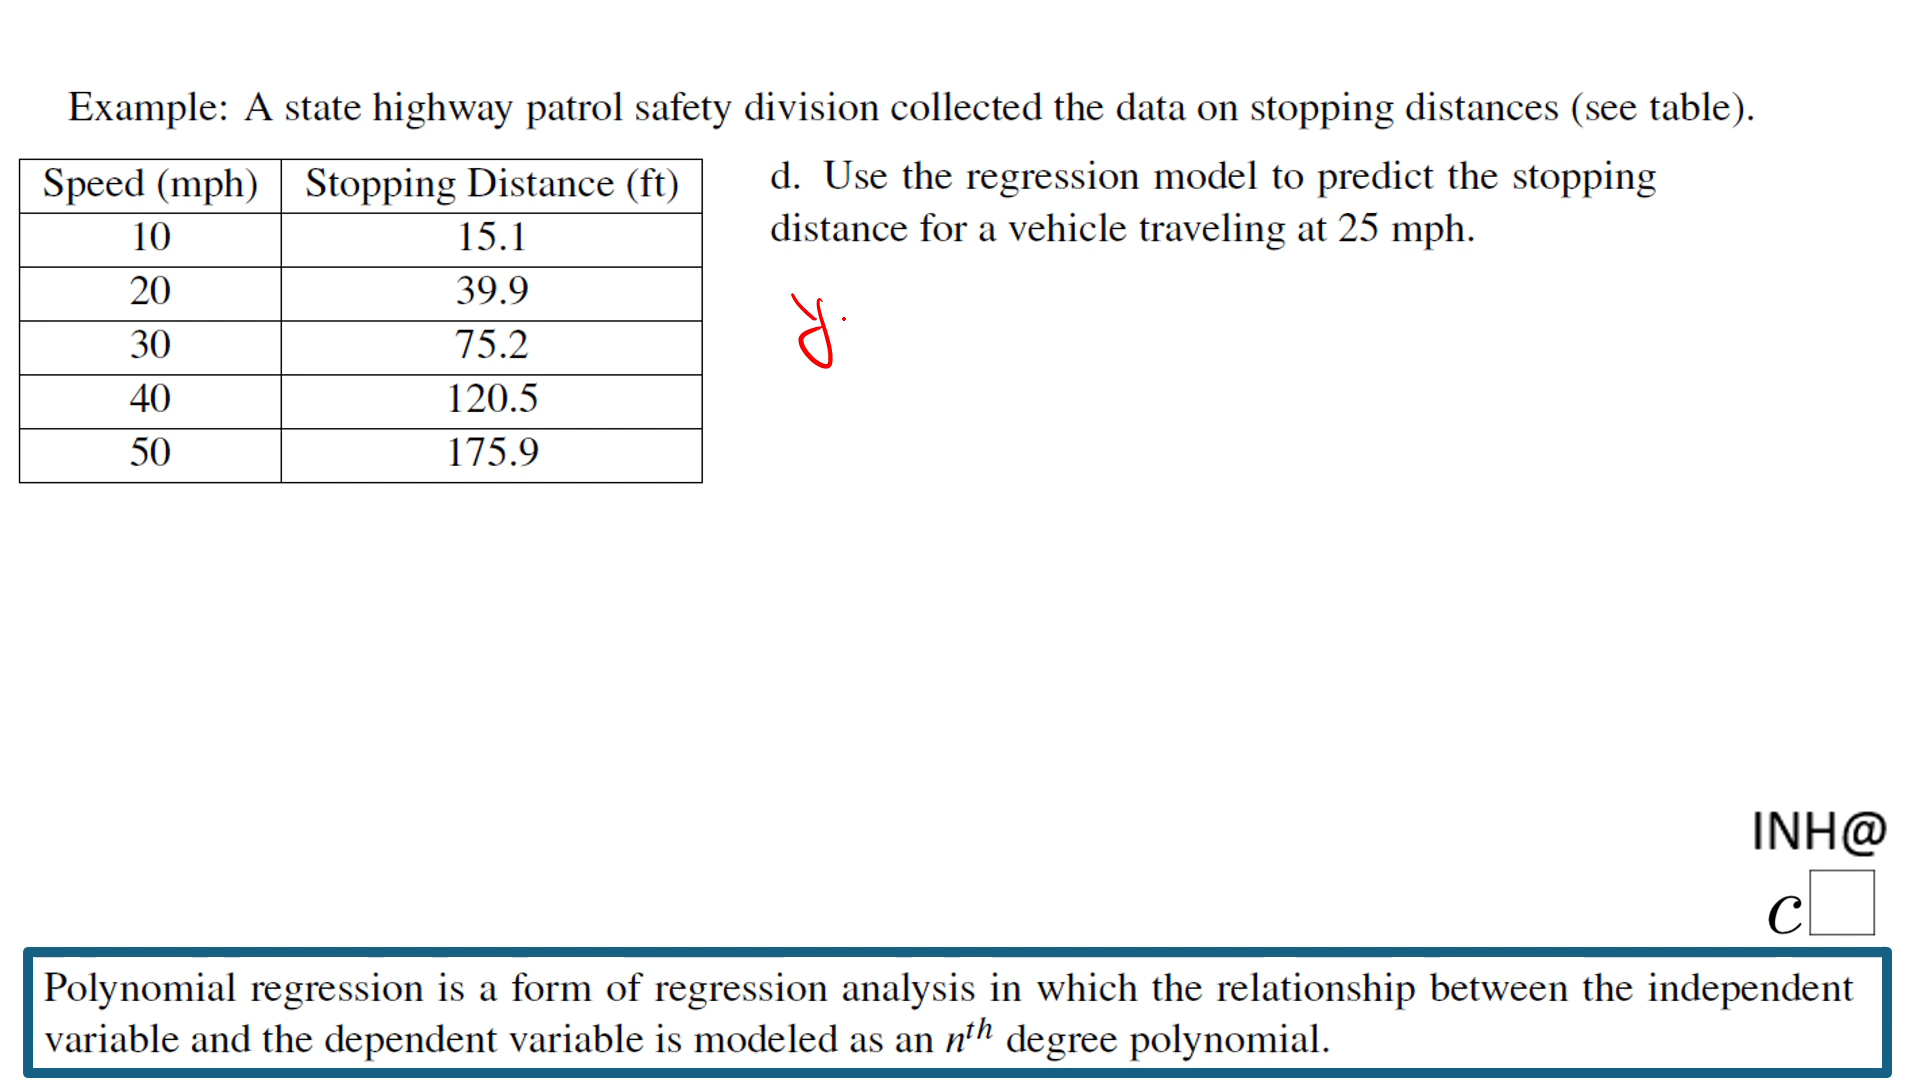 Example: A state highway patrol safety division collected the data on stopping distances (see table).
Speed (mph) Stopping Distance (ft)
10 15.1
20 39.9
30 75.2
40 120.5
50 175.9
d. Use the regression model to predict the stopping
distance for a vehicle traveling at 25 mph.
y
INH@
c
Polynomial regression is a form of regression analysis in which the relationship between the independent
variable and the dependent variable is modeled as an nth degree polynomial.